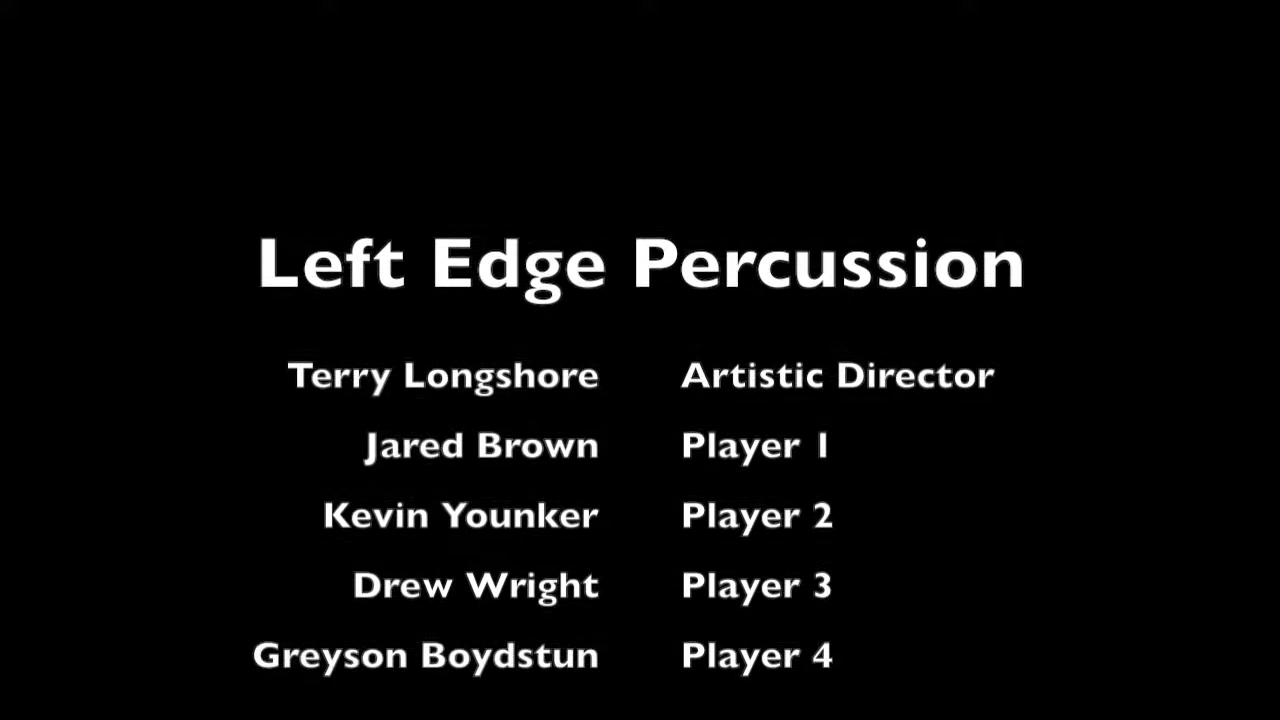 Left Edge Percussion
Terry Longshore Artistic Director
Jared Brown Player 1
Kevin Younker Player 2
Drew Wright Player 3
Greyson Boydstun Player 4